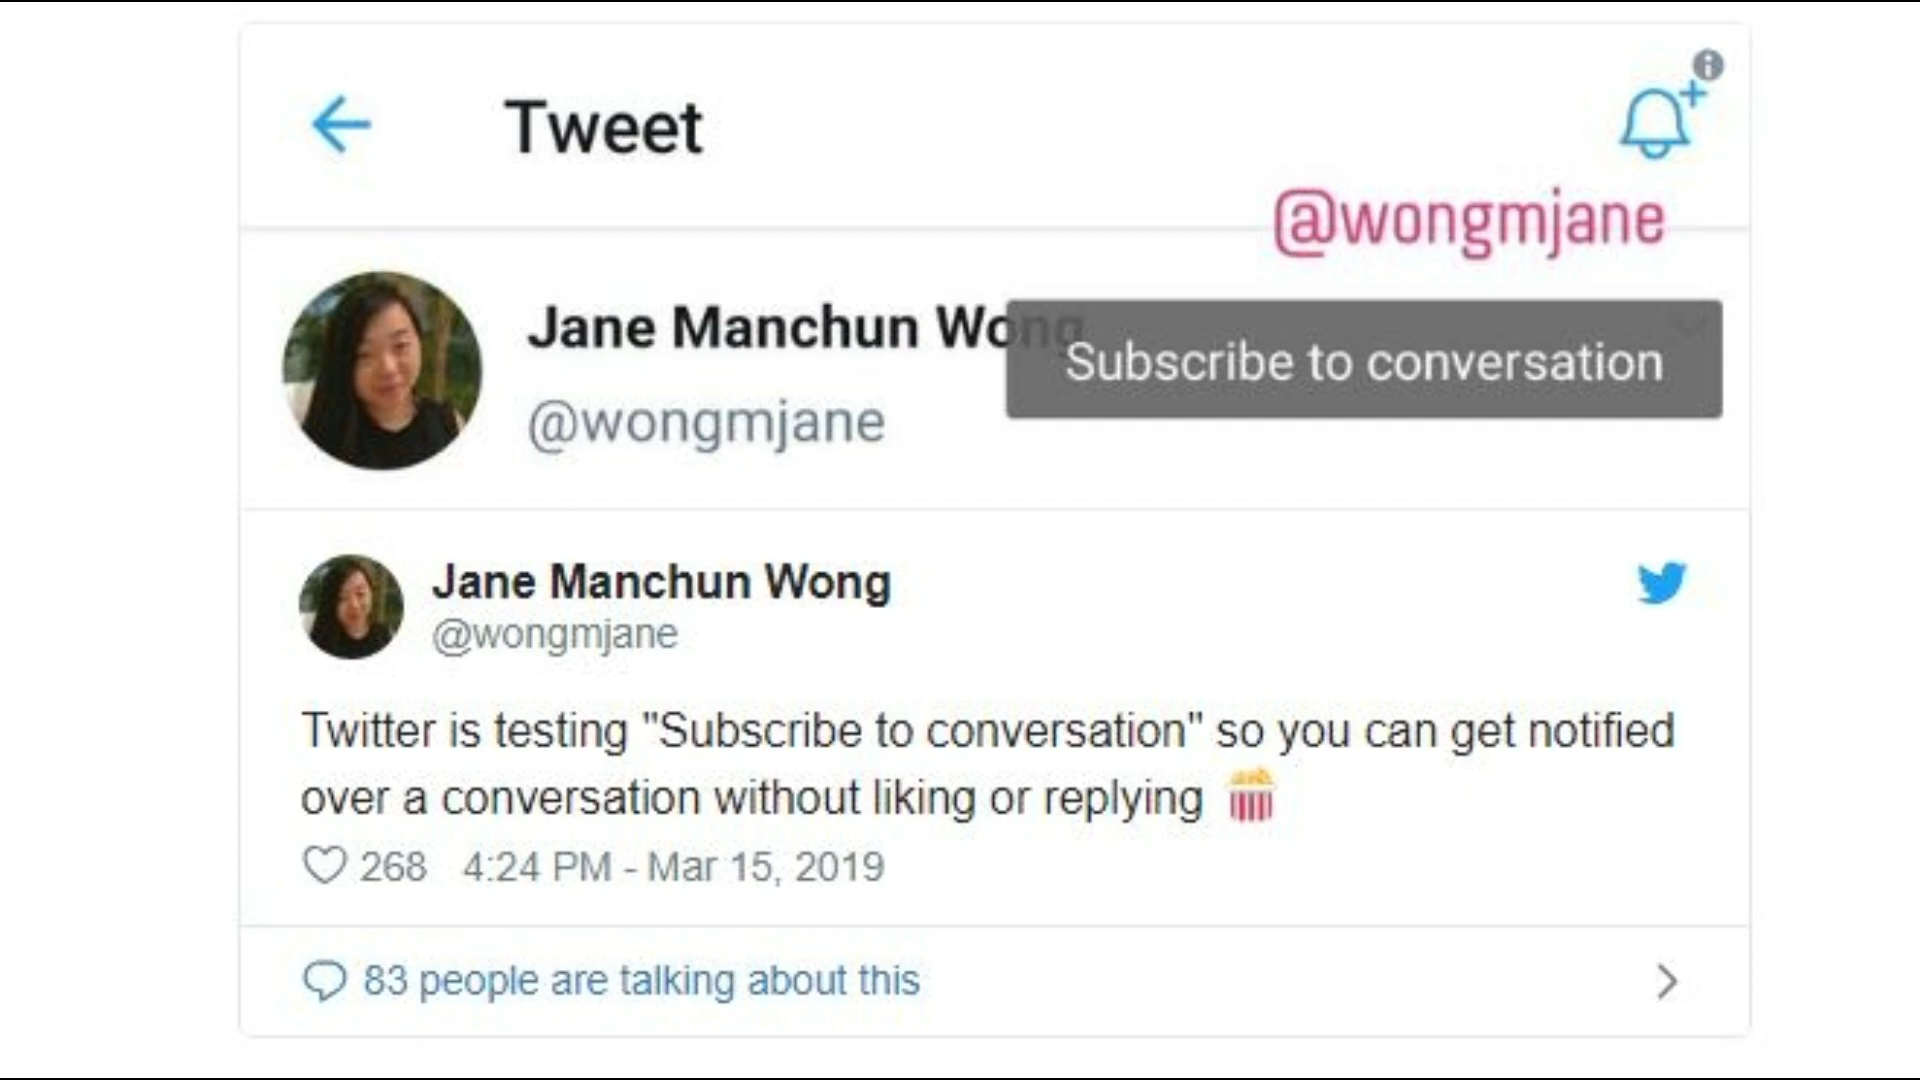 Tweet
@wongmjane
Jane Manchun Wong
Subscribe to conversation
@wongmjane
Jane Manchun Wong
@wongmjane
Twitter is testing "Subscribe to conversation" so you can get notified
over a conversation without liking or replying 🍿
268 4:24 PM - Mar 15, 2019
83 people are talking about this